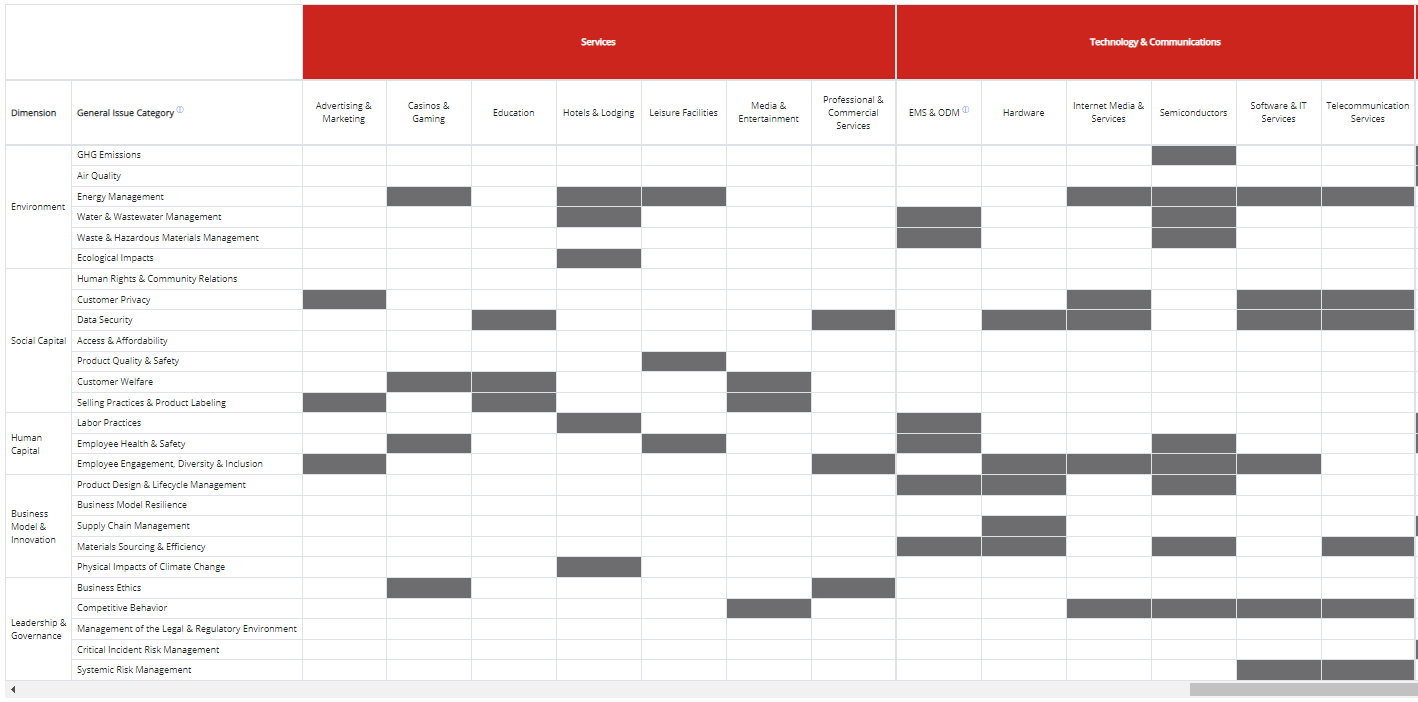 Services
Technology & Communications
Dimension
General Issue Category ⓘ
Advertising &
Marketing
Casinos &
Gaming
Education
Hotels & Lodging
Leisure Facilities
Media &
Entertainment
Professional &
Commercial
Services
EMS & ODM ⓘ
Hardware
Internet Media &
Services
Semiconductors
Software & IT
Services
Telecommunication
Services
Environment
GHG Emissions
Air Quality
Energy Management
Water & Wastewater Management
Waste & Hazardous Materials Management
Ecological Impacts
Social Capital
Human Rights & Community Relations
Customer Privacy
Data Security
Access & Affordability
Product Quality & Safety
Customer Welfare
Selling Practices & Product Labeling
Human
Capital
Labor Practices
Employee Health & Safety
Employee Engagement, Diversity & Inclusion
Business
Model &
Innovation
Product Design & Lifecycle Management
Business Model Resilience
Supply Chain Management
Materials Sourcing & Efficiency
Physical Impacts of Climate Change
Leadership &
Governance
Business Ethics
Competitive Behavior
Management of the Legal & Regulatory Environment
Critical Incident Risk Management
Systemic Risk Management